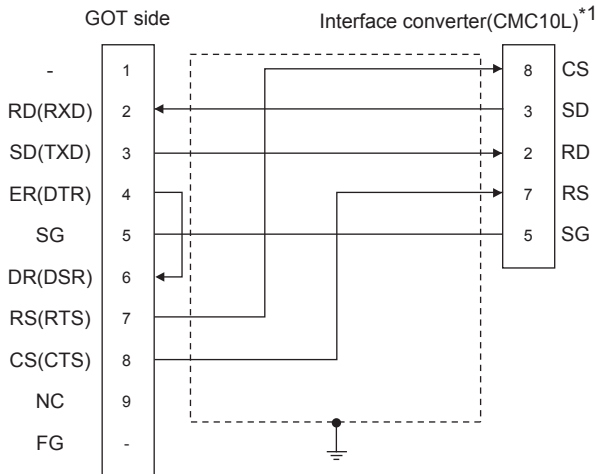 GOT side
Interface converter(CMC10L)*1
- 1 8 CS
RD(RXD) 2 3 SD
SD(TXD) 3 2 RD
ER(DTR) 4 7 RS
SG 5 5 SG
DR(DSR) 6
RS(RTS) 7
CS(CTS) 8
NC 9
FG -